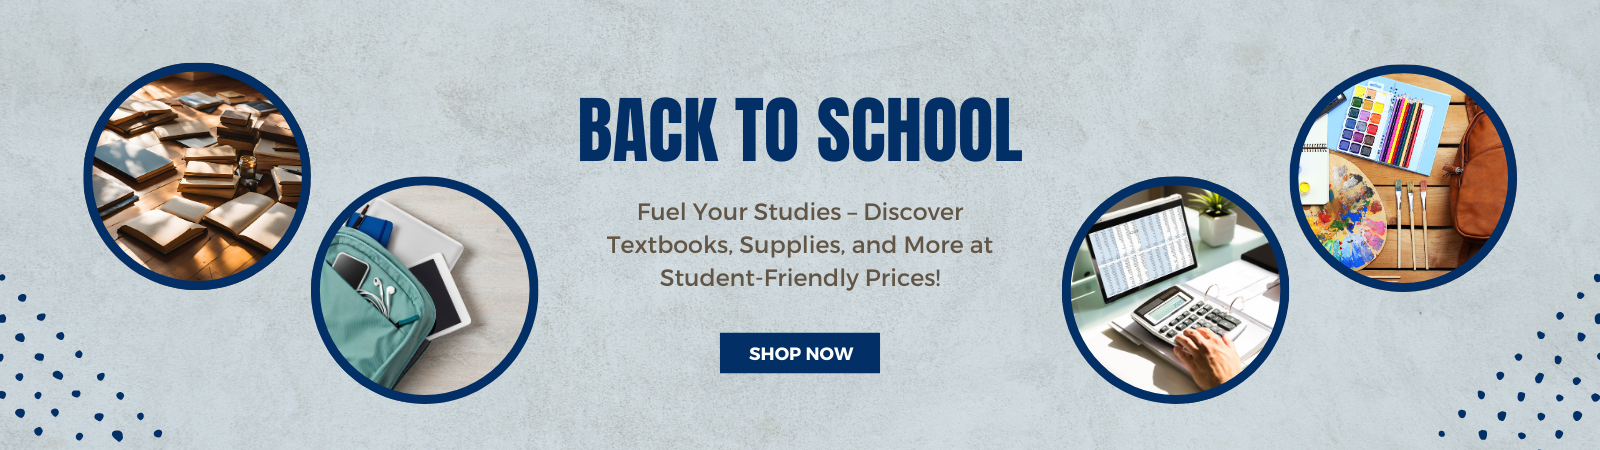 BACK TO SCHOOL
Fuel Your Studies – Discover
Textbooks, Supplies, and More at
Student-Friendly Prices!
SHOP NOW